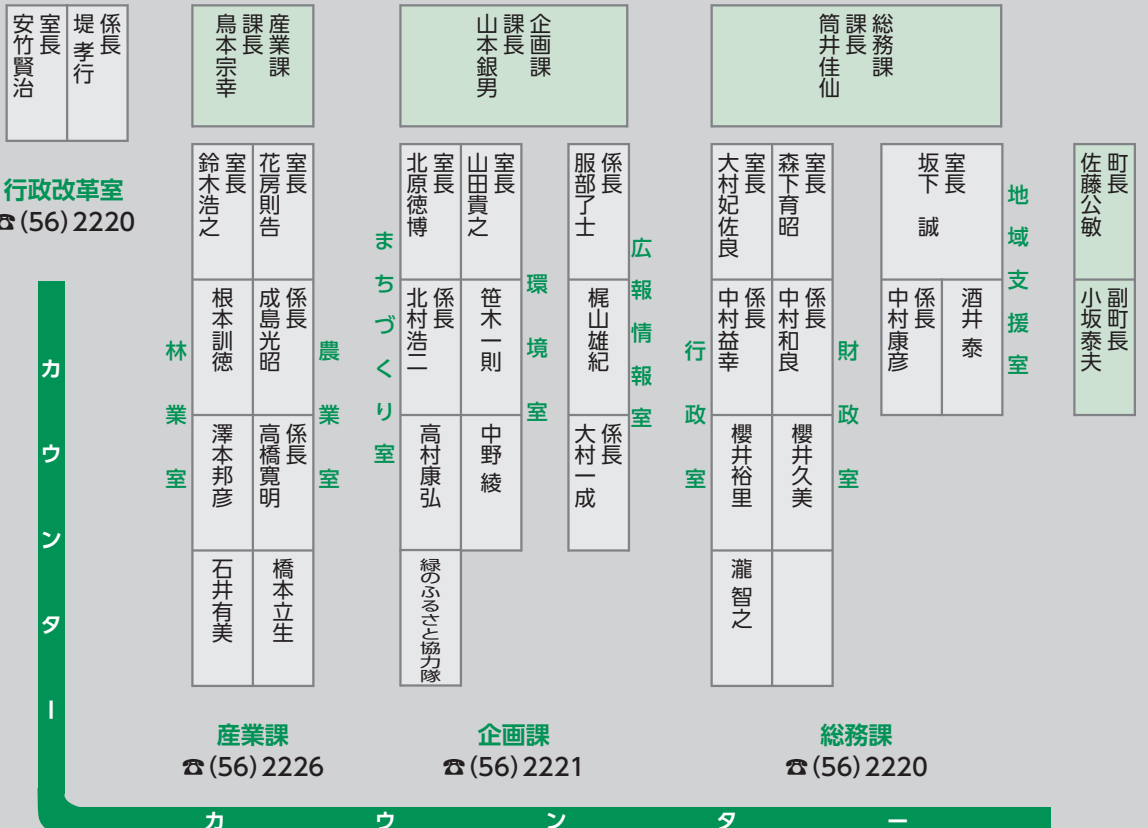 町長
佐藤公敏
副町長
小坂泰夫
総務課
課長
筒井佳仙
地域支援室
室長
坂下 誠
酒井 泰
係長
中村康彦
財政室
室長
森下育昭
係長
中村和良
櫻井久美
行政室
室長
大村妃佐良
係長
中村益幸
櫻井裕里
瀧 智之
総務課
☎(56)2220
企画課
課長
山本銀男
広報情報室
係長
服部了士
梶山雄紀
係長
大村一成
環境室
室長
山田貴之
笹木一則
中野 綾
まちづくり室
室長
北原徳博
係長
北村浩二
高村康弘
緑のふるさと協力隊
企画課
☎(56)2221
産業課
課長
鳥本宗幸
農業室
室長
花房則告
係長
成島光昭
係長
高橋寛明
橋本立生
林業室
室長
鈴木浩之
根本訓徳
澤本邦彦
石井有美
産業課
☎(56)2226
係長
堤 孝行
室長
安竹賢治
行政改革室
☎(56)2220
カウンター
カウンター